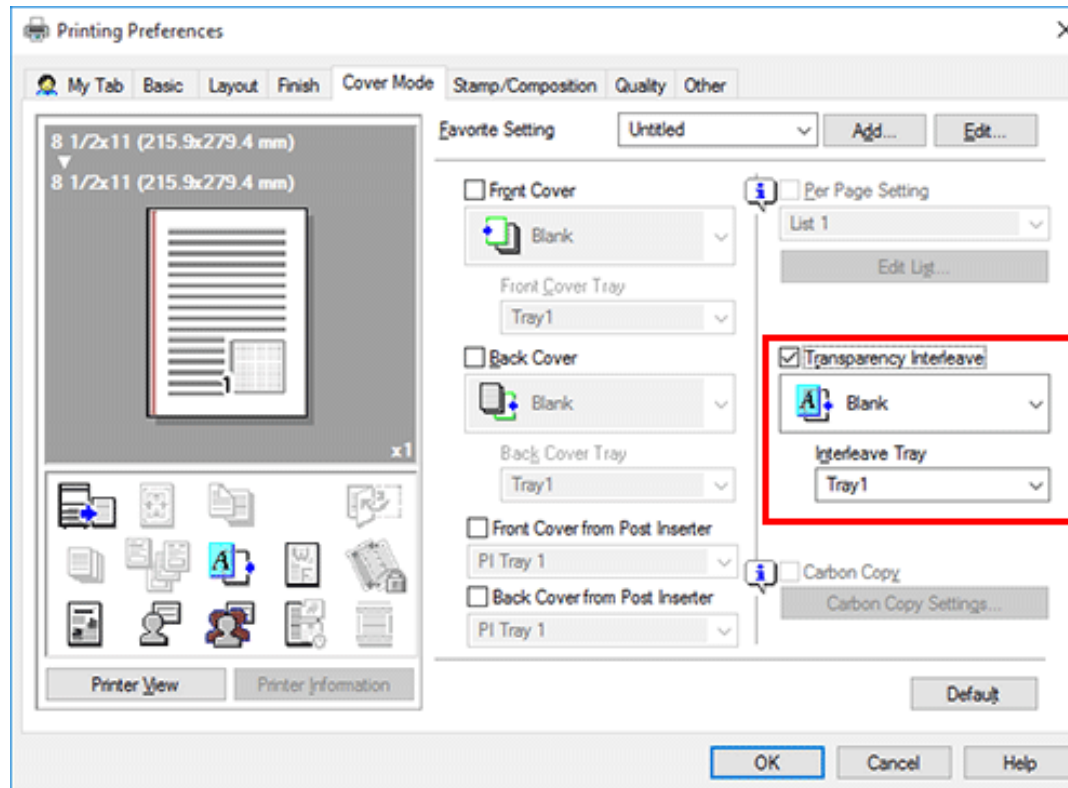 Printing Preferences
My Tab Basic Layout Finish Cover Mode Stamp/Composition Quality Other
8 1/2x11 (215.9x279.4 mm)
8 1/2x11 (215.9x279.4 mm)
1
x1
Printer View Printer Information
Favorite Setting Untitled Add... Edit...
Front Cover
Blank
Front Cover Tray
Tray1
Back Cover
Blank
Back Cover Tray
Tray1
Front Cover from Post Inserter
PI Tray 1
Back Cover from Post Inserter
PI Tray 1
Per Page Setting
List 1
Edit List...
Transparency Interleave
A Blank
Interleave Tray
Tray1
Carbon Copy
Carbon Copy Settings...
Default
OK Cancel Help